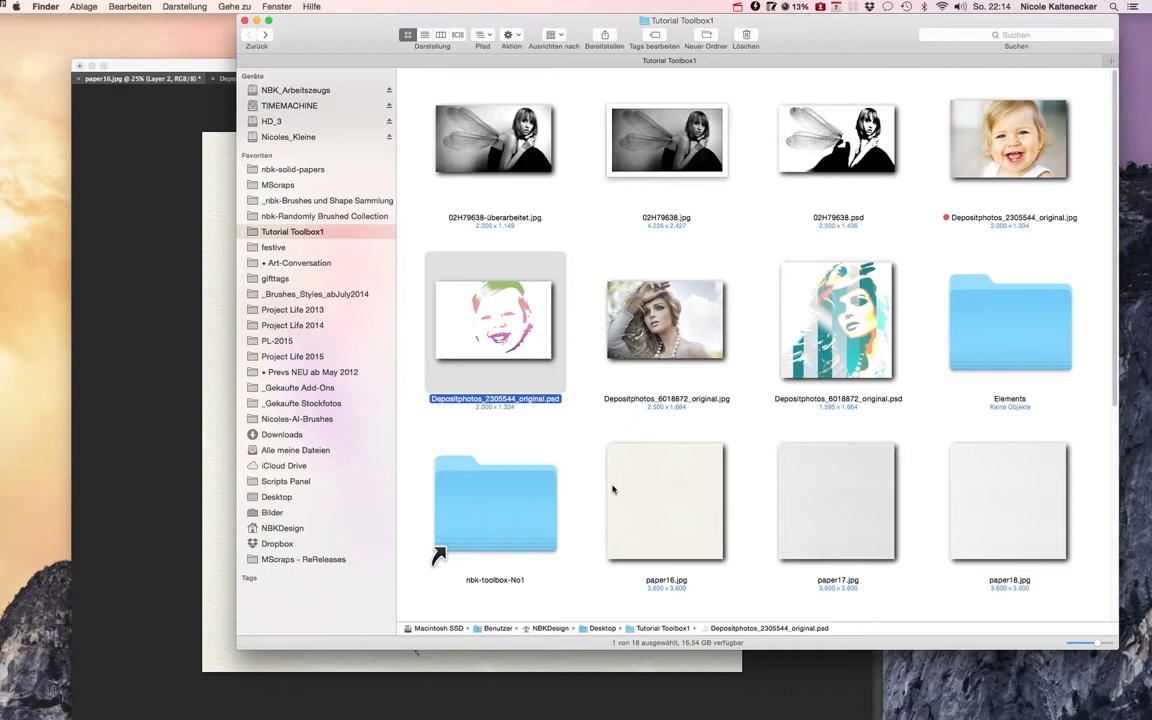 Finder Ablage Bearbeiten Darstellung Gehe zu Fenster Hilfe 13% 7 So. 22:14 Nicole Kaltenecker
Tutorial Toolbox1
Zurück Darstellung Pfad Aktion Ausrichten nach Bereitstellen Tags bearbeiten Neuer Ordner Löschen Suchen
Suchen
Tutorial Toolbox1
paper16.jpg @ 25% (Layer 2, RGB/8) * Depo
Geräte
NBK_Arbeitszeugs
TIMEMACHINE
HD_3
Nicoles_Kleine
Favoriten
nbk-solid-papers
MScraps
_nbk-Brushes und Shape Sammlung
nbk-Randomly Brushed Collection
Tutorial Toolbox1
festive
• Art-Conversation
gifttags
_Brushes_Styles_abJuly2014
Project Life 2013
Project Life 2014
PL-2015
Project Life 2015
• Prevs NEU ab May 2012
_Gekaufte Add-Ons
_Gekaufte Stockfotos
Nicoles-AI-Brushes
Downloads
Alle meine Dateien
iCloud Drive
Scripts Panel
Desktop
Bilder
NBKDesign
Dropbox
MScraps - ReReleases
Tags
02H79638-überarbeitet.jpg
2.000 × 1.149
02H79638.jpg
4.226 × 2.427
02H79638.psd
2.500 × 1.436
Depositphotos_2305544_original.jpg
2.000 × 1.334
Depositphotos_2305544_original.psd
2.000 × 1.334
Depositphotos_6018872_original.jpg
2.500 × 1.664
Depositphotos_6018872_original.psd
1.595 × 1.664
Elements
Keine Objekte
nbk-toolbox-No1
paper16.jpg
3.600 × 3.600
paper17.jpg
3.600 × 3.600
paper18.jpg
3.600 × 3.600
Macintosh SSD Benutzer NBKDesign Desktop Tutorial Toolbox1 Depositphotos_2305544_original.psd
1 von 18 ausgewählt, 16,54 GB verfügbar